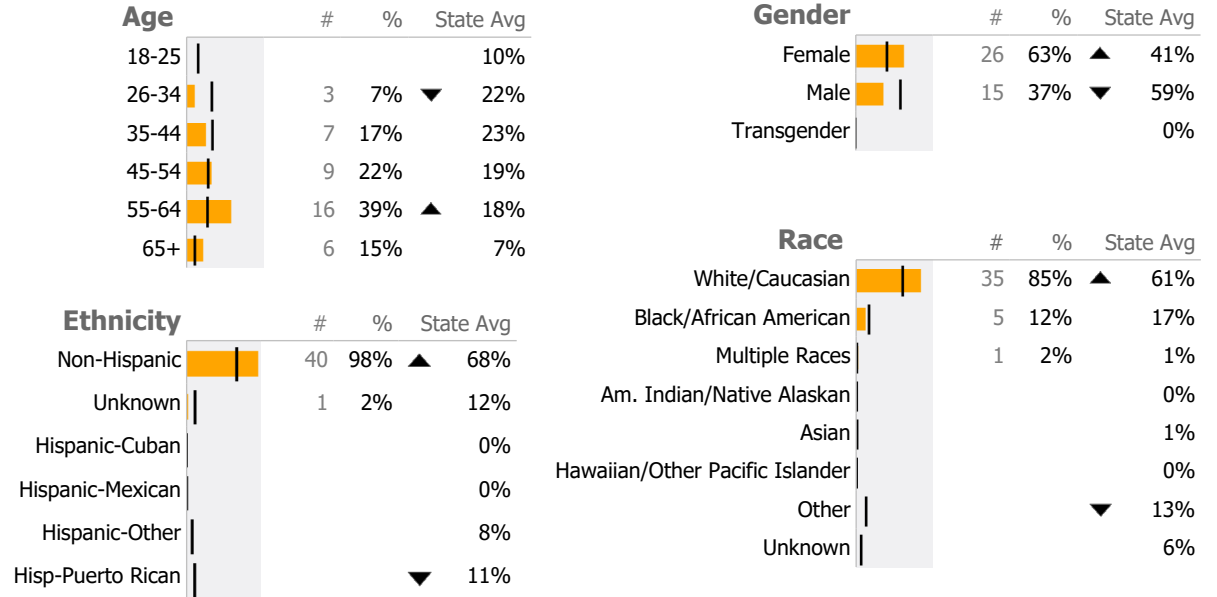 Age # % State Avg
18-25 10%
26-34 3 7% ▼ 22%
35-44 7 17% 23%
45-54 9 22% 19%
55-64 16 39% ▲ 18%
65+ 6 15% 7%
Ethnicity # % State Avg
Non-Hispanic 40 98% ▲ 68%
Unknown 1 2% 12%
Hispanic-Cuban 0%
Hispanic-Mexican 0%
Hispanic-Other 8%
Hisp-Puerto Rican ▼ 11%
Gender # % State Avg
Female 26 63% ▲ 41%
Male 15 37% ▼ 59%
Transgender 0%
Race # % State Avg
White/Caucasian 35 85% ▲ 61%
Black/African American 5 12% 17%
Multiple Races 1 2% 1%
Am. Indian/Native Alaskan 0%
Asian 1%
Hawaiian/Other Pacific Islander 0%
Other ▼ 13%
Unknown 6%